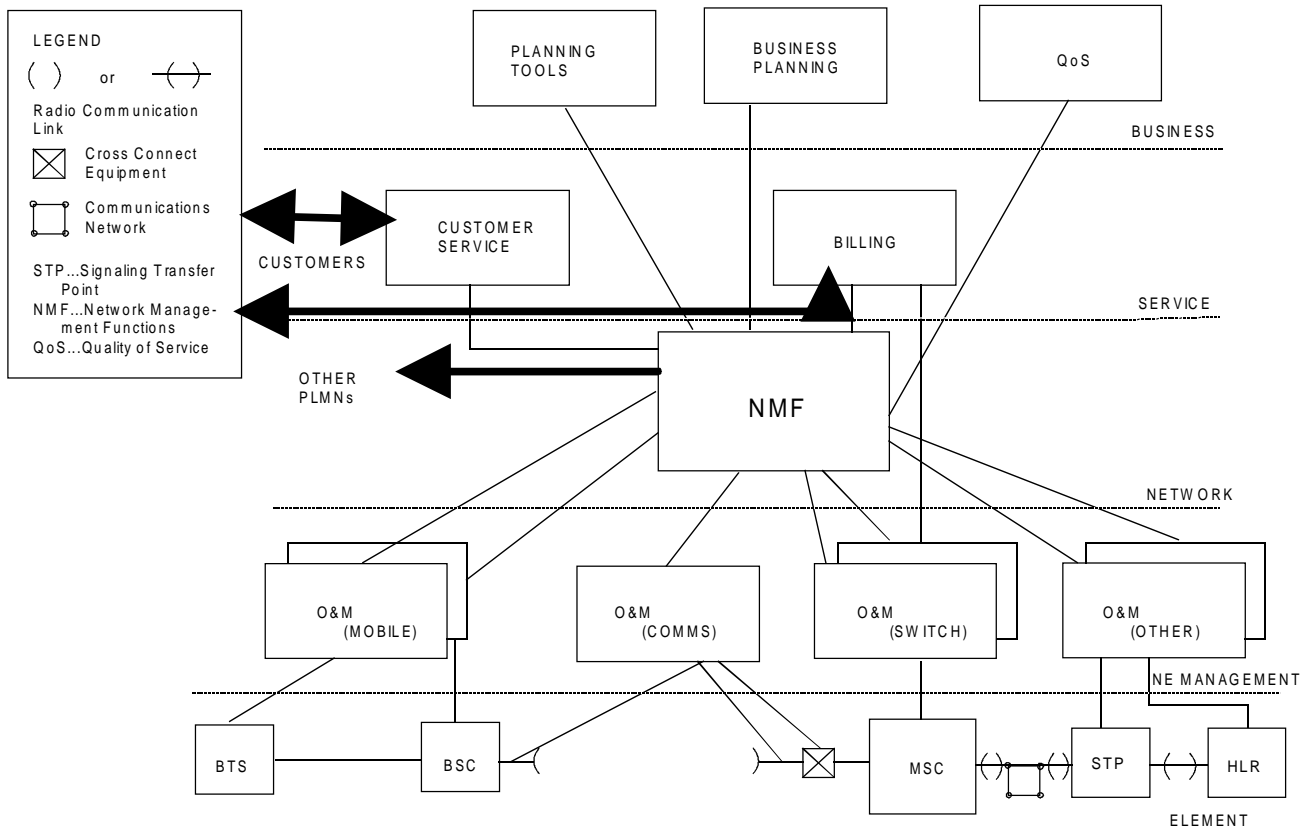 LEGEND
or
Radio Communication
Link
Cross Connect
Equipment
Communications
Network
STP...Signaling Transfer
Point
NMF...Network Manage-
ment Functions
QoS...Quality of Service
PLANNING
TOOLS
BUSINESS
PLANNING
QoS
BUSINESS
CUSTOMER
SERVICE
BILLING
CUSTOMERS
SERVICE
OTHER
PLMNs
NMF
NETWORK
O&M
(MOBILE)
O&M
(COMMS)
O&M
(SWITCH)
O&M
(OTHER)
NE MANAGEMENT
BTS
BSC
MSC
STP
HLR
ELEMENT